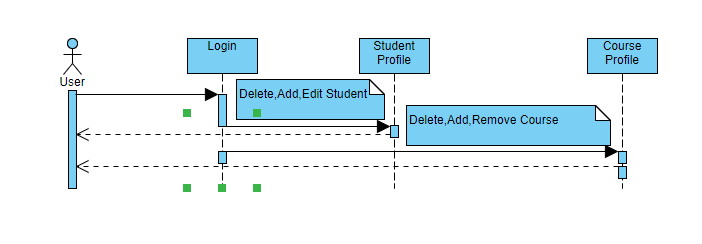 Login
Student
Profile
Course
Profile
User
Delete,Add,Edit Student
Delete,Add,Remove Course